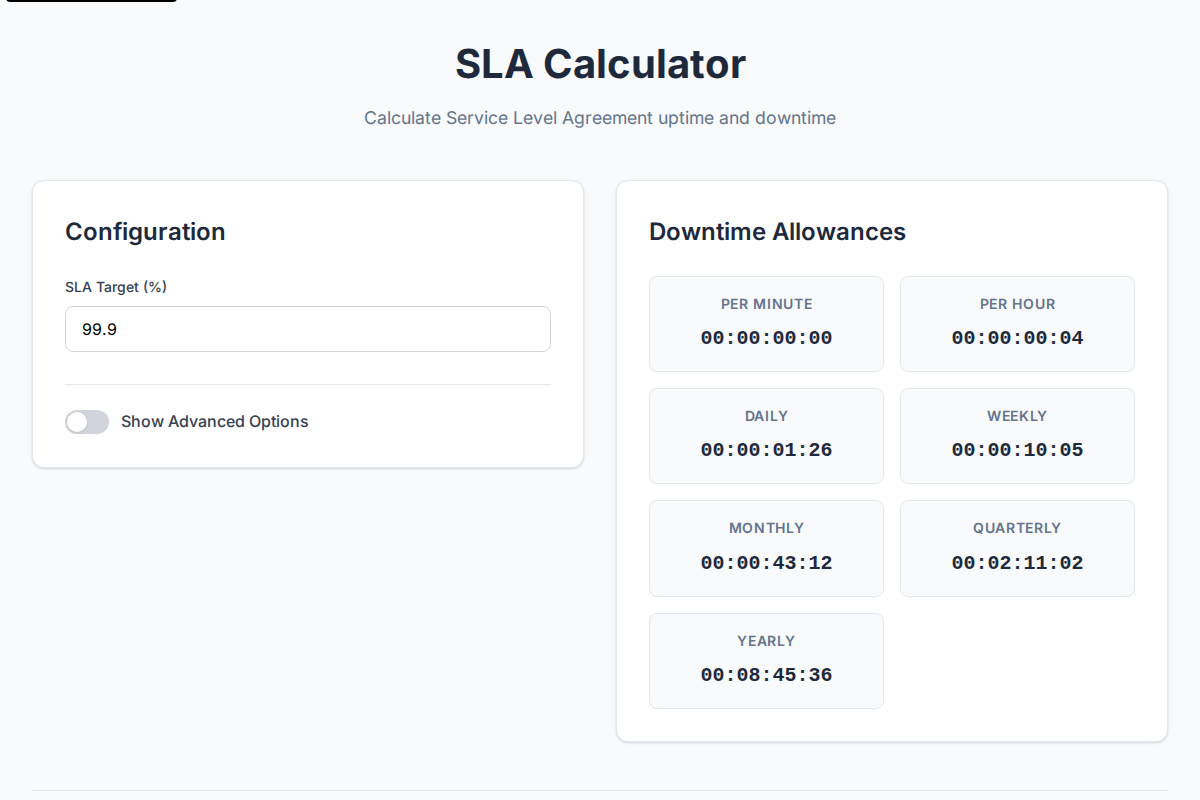 SLA Calculator
Calculate Service Level Agreement uptime and downtime
Configuration
SLA Target (%)
99.9
Show Advanced Options
Downtime Allowances
PER MINUTE
00:00:00:00
PER HOUR
00:00:00:04
DAILY
00:00:01:26
WEEKLY
00:00:10:05
MONTHLY
00:00:43:12
QUARTERLY
00:02:11:02
YEARLY
00:08:45:36